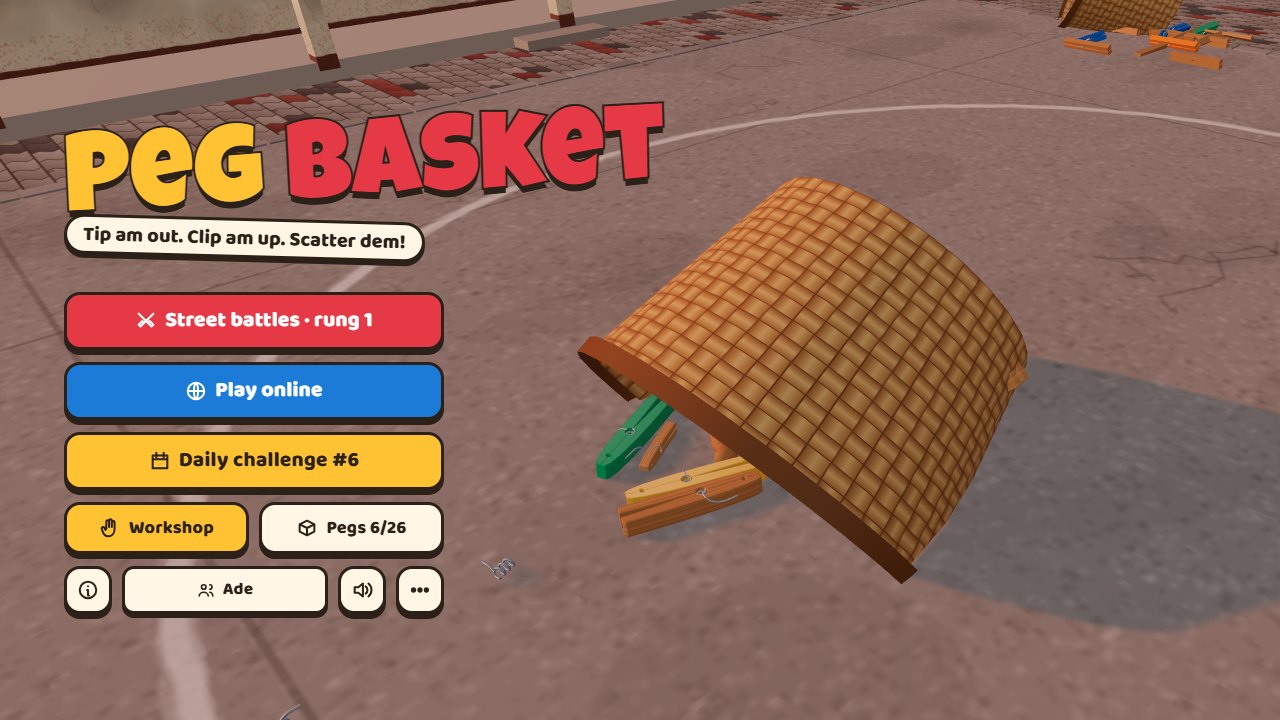 PEG BASKET
Tip am out. Clip am up. Scatter dem!
Street battles • rung 1
Play online
Daily challenge #6
Workshop
Pegs 6/26
Ade